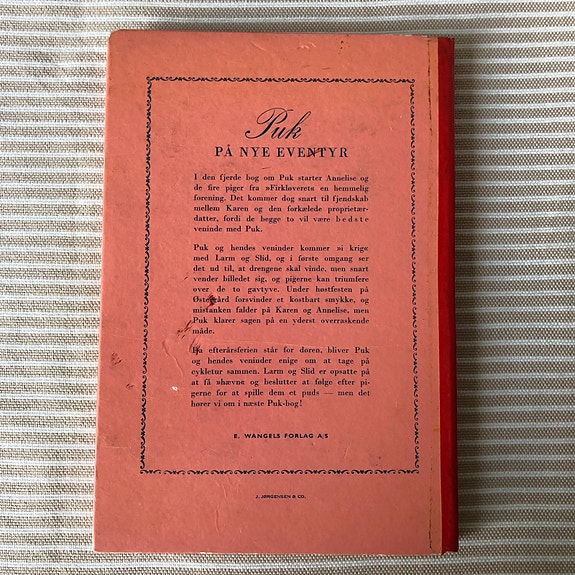 Puk
PÅ NYE EVENTYR
I den fjerde bog om Puk starter Annelise og
de fire piger fra »Firkløveret« en hemmelig
forening. Det kommer dog snart til fjendskab
mellem Karen og den forkælede proprietær-
datter, fordi de begge to vil være bedste
veninde med Puk.
Puk og hendes veninder kommer »i krig«
med Larm og Slid, og i første omgang ser
det ud til, at drengene skal vinde, men snart
vender billedet sig, og pigerne kan triumfere
over de to gavtyve. Under høstfesten på
Østergård forsvinder et kostbart smykke, og
mistanken falder på Karen og Annelise, men
Puk klarer sagen på en yderst overraskende
måde.
Da efterårsferien står for døren, bliver Puk
og hendes veninder enige om at tage på
cykletur sammen. Larm og Slid er opsatte på
at få »hævn« og beslutter at følge efter pi-
gerne for at spille dem et puds — men det
hører vi om i næste Puk-bog!
E. WANGELS FORLAG A/S
J. JØRGENSEN & CO.